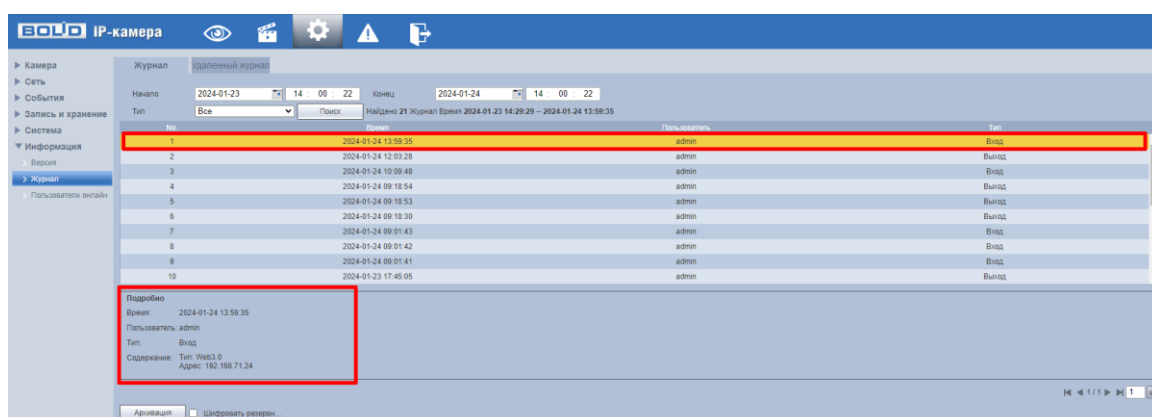 BOLID IP-камера
Камера
Сеть
События
Запись и хранение
Система
Информация
Версия
Журнал
Пользователи онлайн
Журнал Удаленный журнал
Начало 2024-01-23 14 : 00 : 22 Конец 2024-01-24 14 : 00 : 22
Тип Все Поиск Найдено 21 Журнал Время 2024-01-23 14:29:29 -- 2024-01-24 13:59:35
No. Время Пользователь Тип
1 2024-01-24 13:59:35 admin Вход
2 2024-01-24 12:03:28 admin Выход
3 2024-01-24 10:09:48 admin Вход
4 2024-01-24 09:18:54 admin Выход
5 2024-01-24 09:18:53 admin Выход
6 2024-01-24 09:18:30 admin Выход
7 2024-01-24 09:01:43 admin Вход
8 2024-01-24 09:01:42 admin Вход
9 2024-01-24 09:01:41 admin Вход
10 2024-01-23 17:45:05 admin Выход
Подробно
Время: 2024-01-24 13:59:35
Пользователь: admin
Тип: Вход
Содержание: Тип: Web3.0
Адрес: 192.168.71.24
1/1 1
Архивация Шифровать резерви...